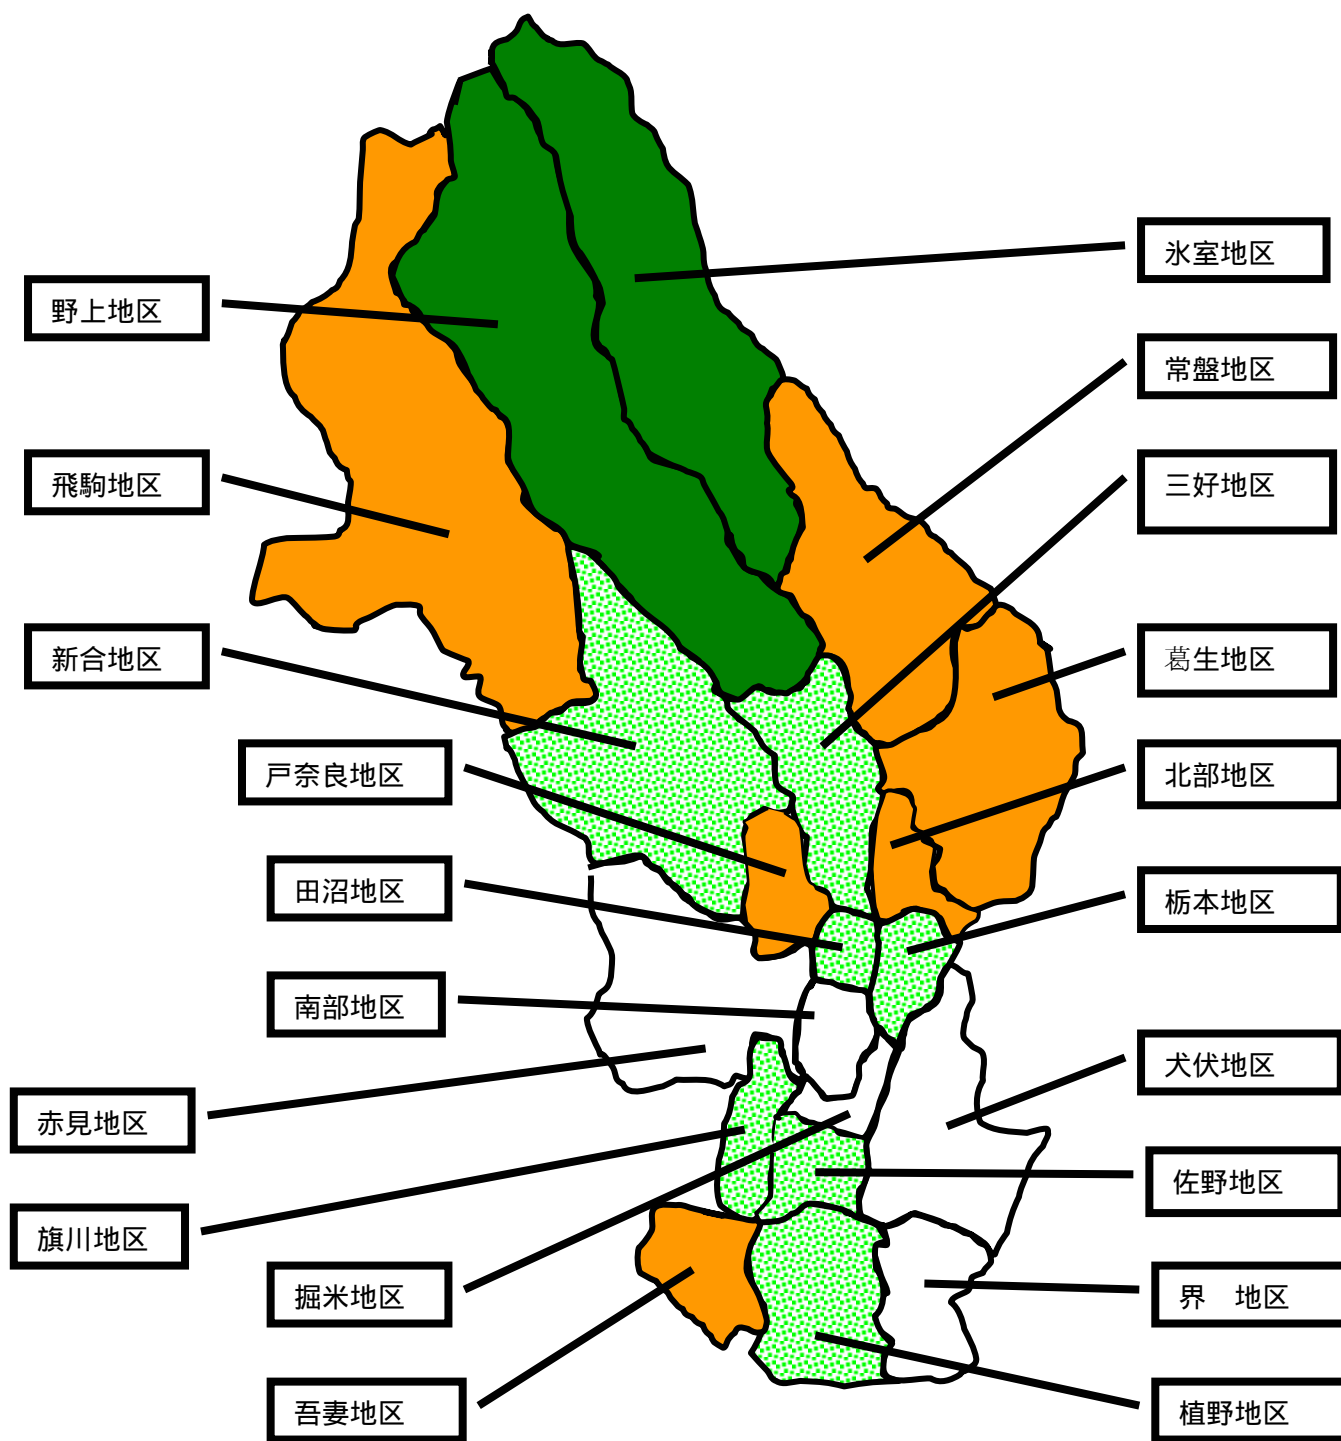 氷室地区
野上地区
常盤地区
飛駒地区
三好地区
新合地区
葛生地区
戸奈良地区
北部地区
田沼地区
栃本地区
南部地区
犬伏地区
赤見地区
佐野地区
旗川地区
掘米地区
界　地区
吾妻地区
植野地区